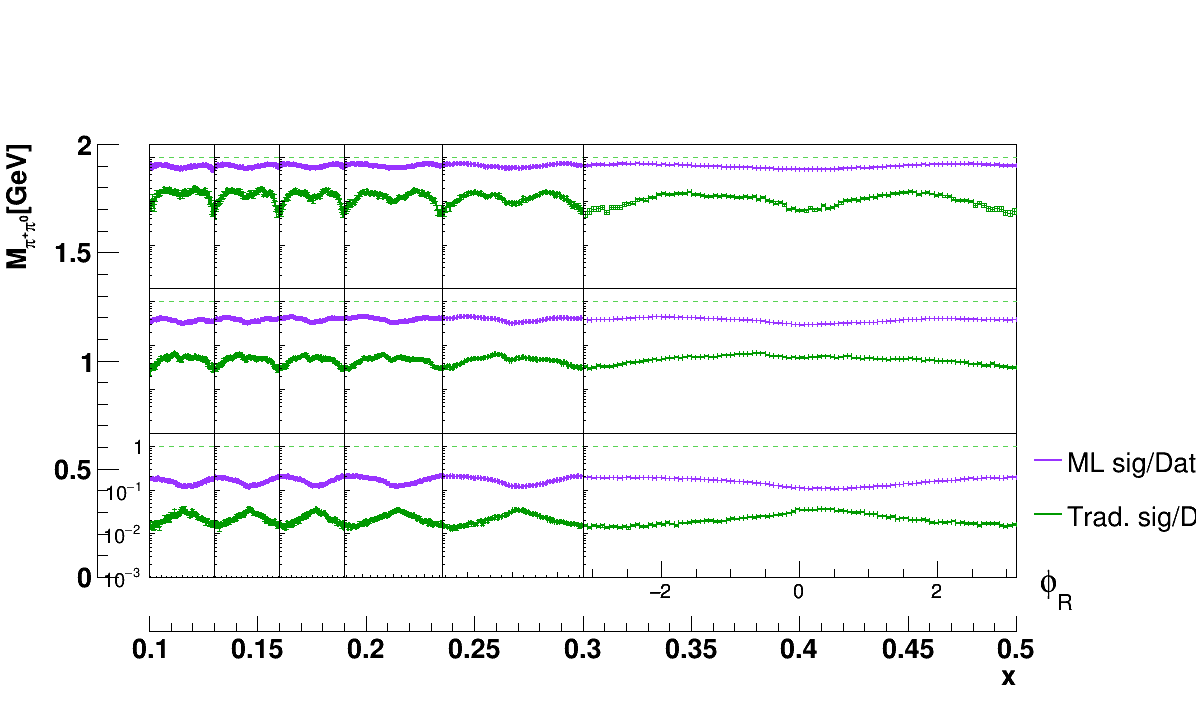 M_{π⁺π⁰}[GeV]
2
1.5
1
0.5
0
1
10⁻¹
10⁻²
10⁻³
ML sig/Dat
Trad. sig/D
−2 0 2
ϕ_R
0.1 0.15 0.2 0.25 0.3 0.35 0.4 0.45 0.5
x